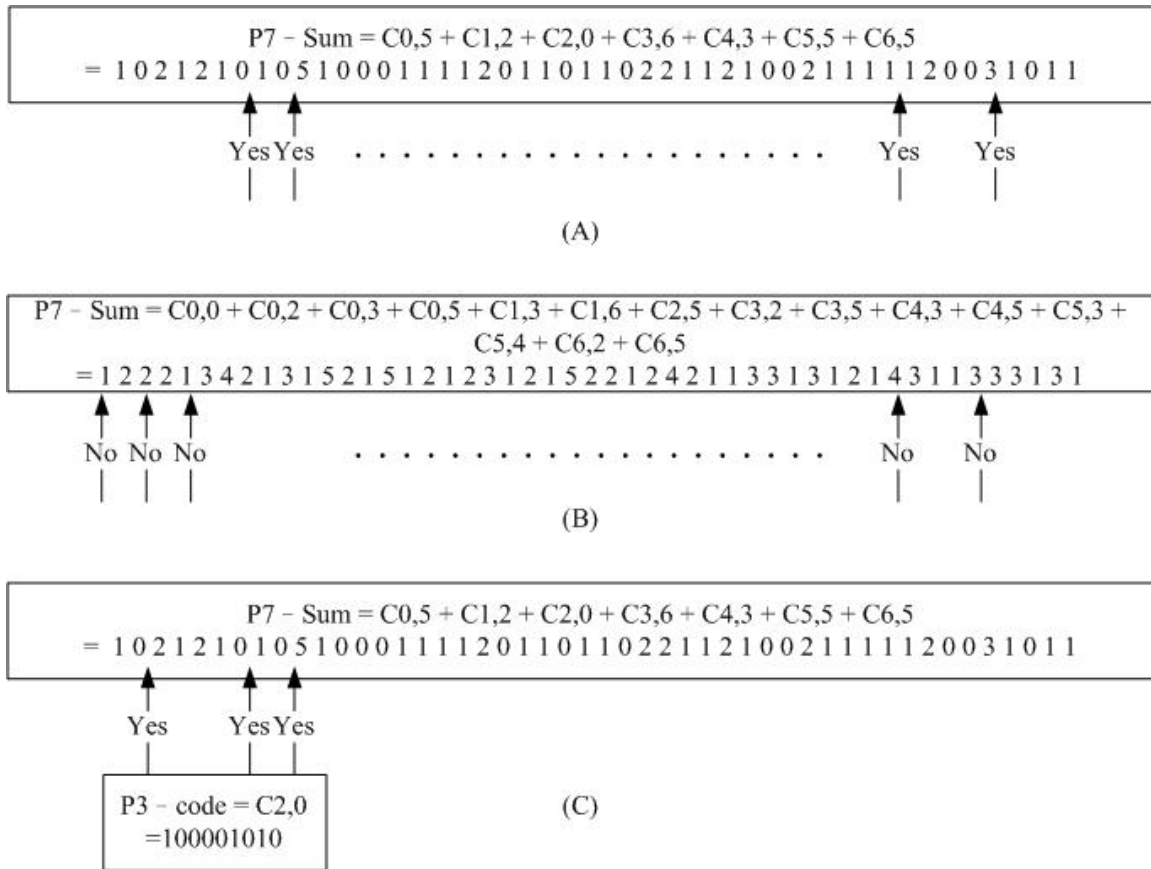 P7 - Sum = C0,5 + C1,2 + C2,0 + C3,6 + C4,3 + C5,5 + C6,5
= 1 0 2 1 2 1 0 1 0 5 1 0 0 0 1 1 1 1 2 0 1 1 0 1 1 0 2 2 1 1 2 1 0 0 2 1 1 1 1 1 2 0 0 3 1 0 1 1
Yes Yes . . . . . . . . . . . . . . . . . . . . . . Yes Yes
(A)
P7 - Sum = C0,0 + C0,2 + C0,3 + C0,5 + C1,3 + C1,6 + C2,5 + C3,2 + C3,5 + C4,3 + C4,5 + C5,3 +
C5,4 + C6,2 + C6,5
= 1 2 2 2 1 3 4 2 1 3 1 5 2 1 5 1 2 1 2 3 1 2 1 5 2 2 1 2 4 2 1 1 3 3 1 3 1 2 1 4 3 1 1 3 3 3 1 3 1
No No No . . . . . . . . . . . . . . . . . . . . . . No No
(B)
P7 - Sum = C0,5 + C1,2 + C2,0 + C3,6 + C4,3 + C5,5 + C6,5
= 1 0 2 1 2 1 0 1 0 5 1 0 0 0 1 1 1 1 2 0 1 1 0 1 1 0 2 2 1 1 2 1 0 0 2 1 1 1 1 1 2 0 0 3 1 0 1 1
Yes Yes Yes
P3 - code = C2,0
=100001010
(C)